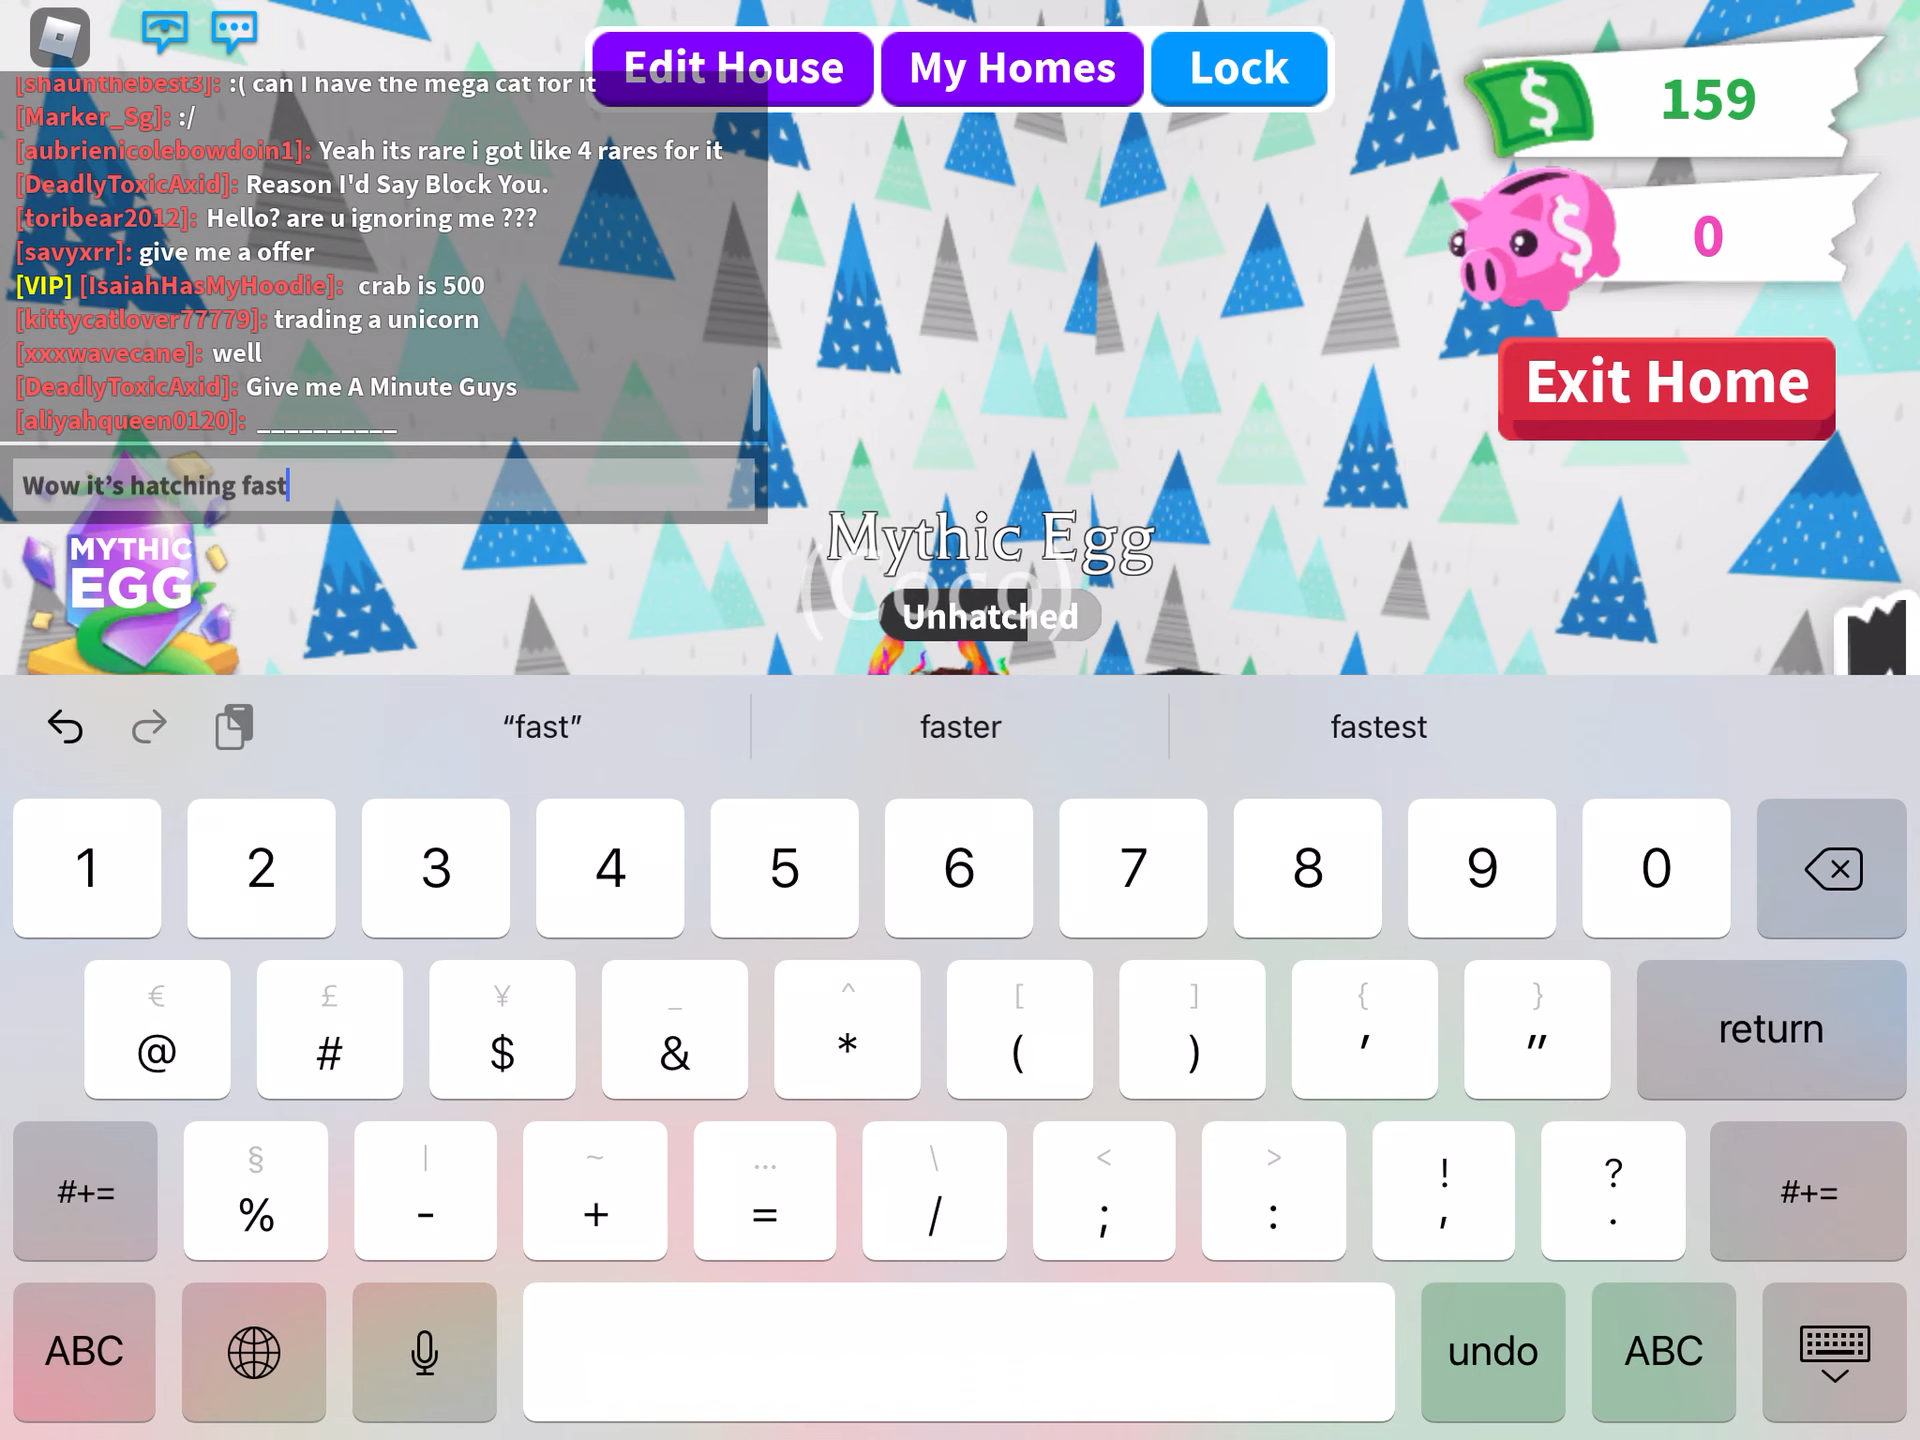 Edit House My Homes Lock
159
0
Exit Home
[shaunthebest3]: :( can I have the mega cat for it
[Marker_Sg]: :/
[aubrienicolebowdoin1]: Yeah its rare i got like 4 rares for it
[DeadlyToxicAxid]: Reason I'd Say Block You.
[toribear2012]: Hello? are u ignoring me ???
[savyxrr]: give me a offer
[VIP] [IsaiahHasMyHoodie]: crab is 500
[kittycatlover77779]: trading a unicorn
[xxxwavecane]: well
[DeadlyToxicAxid]: Give me A Minute Guys
[aliyahqueen0120]: __________
Wow it’s hatching fast
MYTHIC
EGG
Mythic Egg
(Coco)
Unhatched
“fast” faster fastest
1 2 3 4 5 6 7 8 9 0
€ £ ¥ _ ^ [ ] { }
@ # $ & * ( ) ' " return
§ | ~ … \ < > ! ?
#+= % - + = / ; : , . #+=
ABC undo ABC